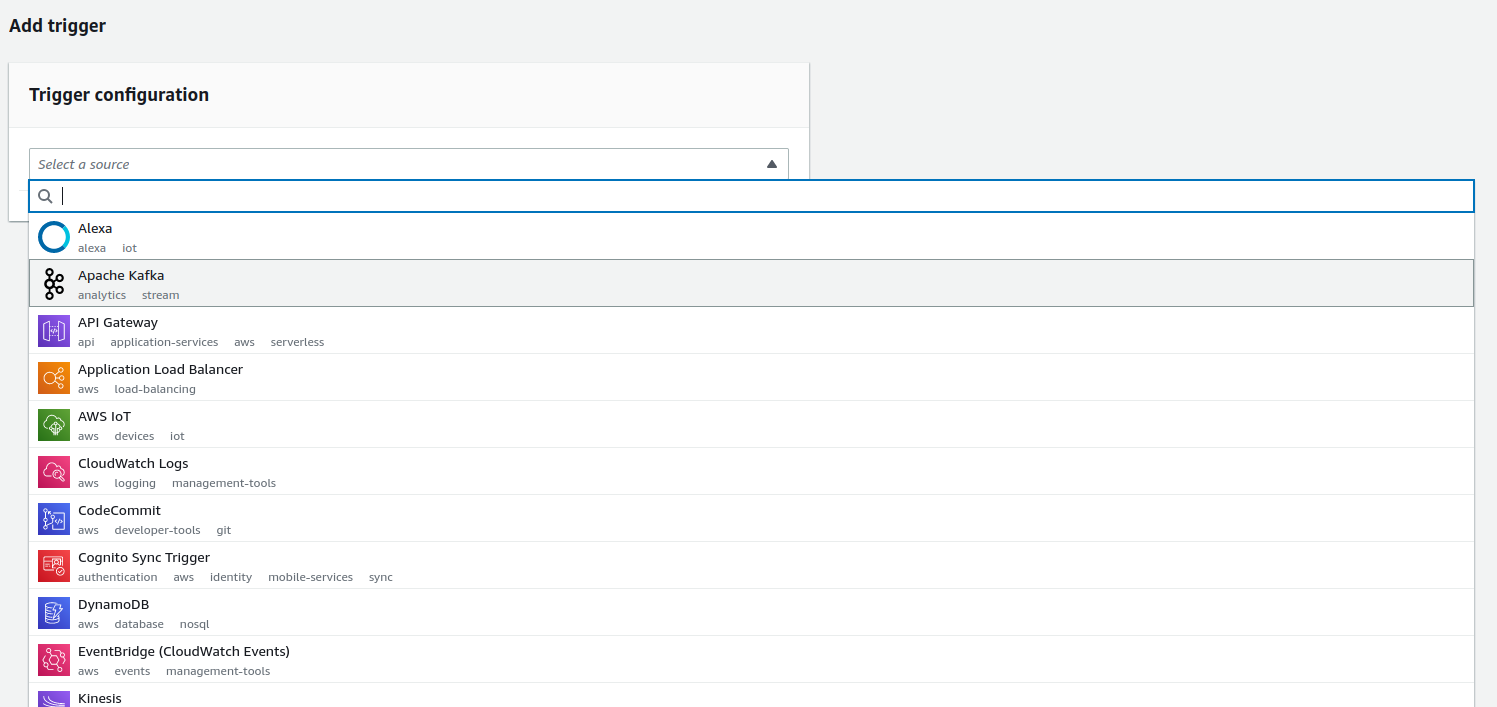 Add trigger
Trigger configuration
Select a source
Alexa
alexa iot
Apache Kafka
analytics stream
API Gateway
api application-services aws serverless
Application Load Balancer
aws load-balancing
AWS IoT
aws devices iot
CloudWatch Logs
aws logging management-tools
CodeCommit
aws developer-tools git
Cognito Sync Trigger
authentication aws identity mobile-services sync
DynamoDB
aws database nosql
EventBridge (CloudWatch Events)
aws events management-tools
Kinesis